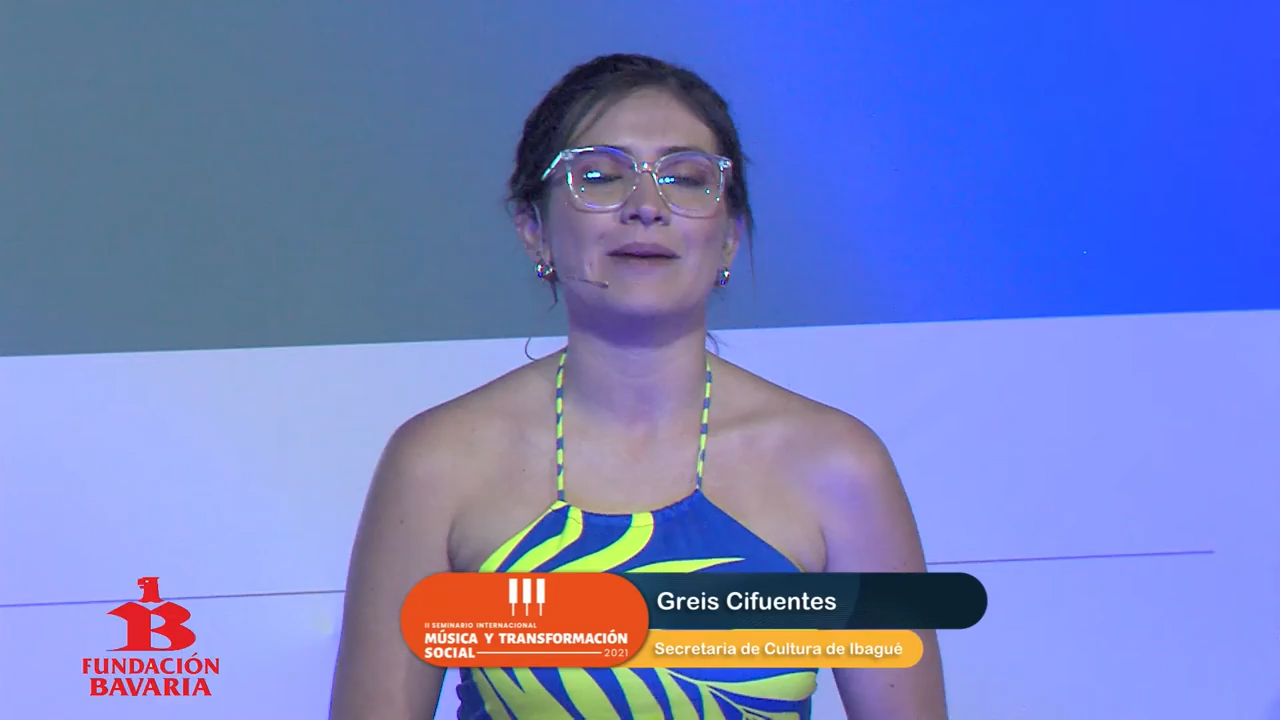 Greis Cifuentes
II SEMINARIO INTERNACIONAL
MÚSICA Y TRANSFORMACIÓN
SOCIAL 2021
Secretaria de Cultura de Ibagué
B
FUNDACIÓN
BAVARIA